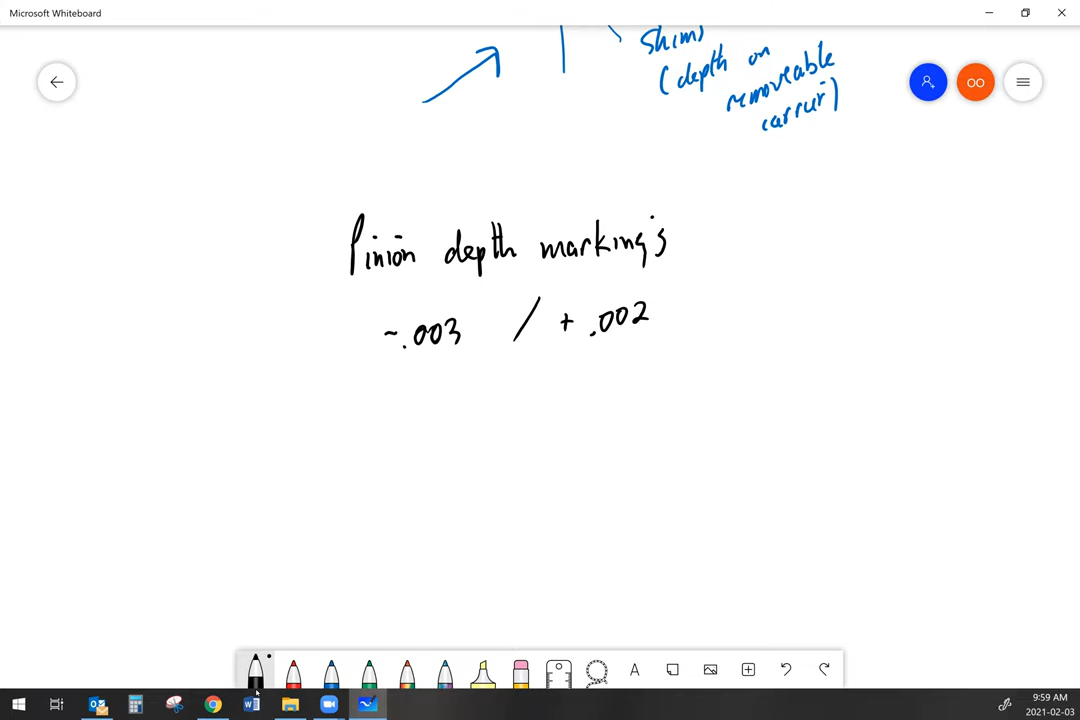 Microsoft Whiteboard
shims
(depth on
removeable
carrier)
Pinion depth markings
-.003 / + .002
A
9:59 AM
2021-02-03